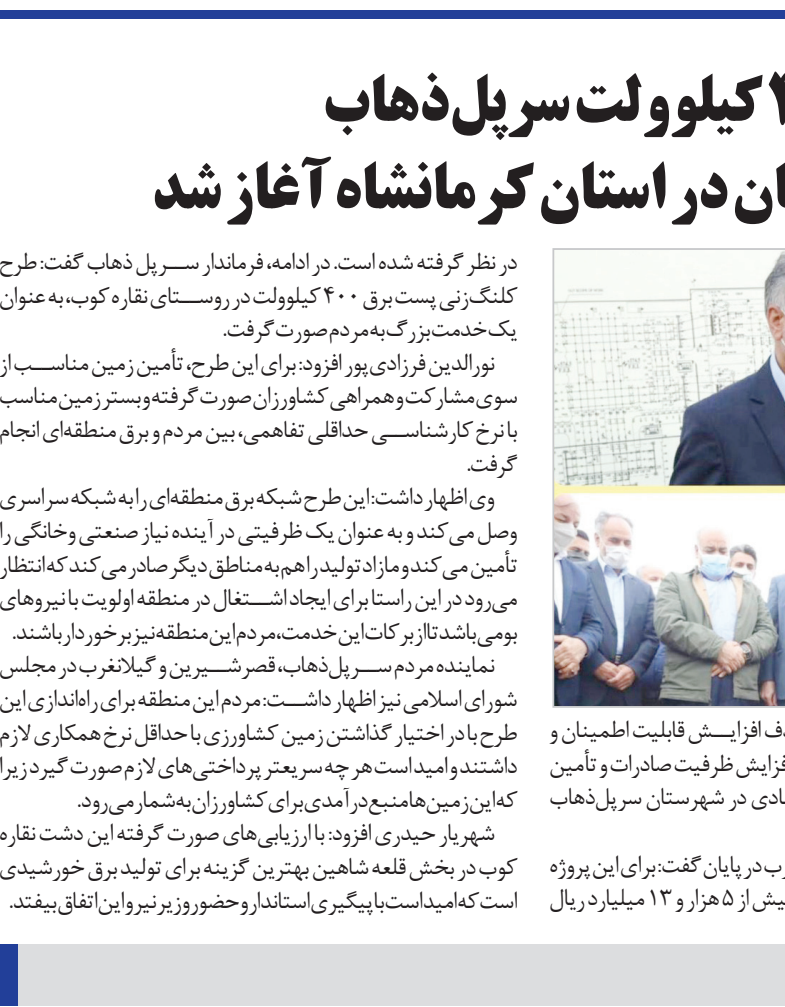 کیلوولت سرپل‌ذهاب
در استان کرمانشاه آغاز شد
افزایش قابلیت اطمینان و
افزایش ظرفیت صادرات و تأمین
در شهرستان سرپل‌ذهاب
در پایان گفت: برای این پروژه
بیش از ۵ هزار و ۱۳ میلیارد ریال
در نظر گرفته شده است. در ادامه، فرماندار سرپل ذهاب گفت: طرح
کلنگ‌زنی پست برق ۴۰۰ کیلوولت در روستای نقاره کوب، به عنوان
یک خدمت بزرگ به مردم صورت گرفت.
نورالدین فرزادی پور افزود: برای این طرح، تأمین زمین مناسب از
سوی مشارکت و همراهی کشاورزان صورت گرفته و بستر زمین مناسب
با نرخ کارشناسی حداقلی تفاهمی، بین مردم و برق منطقه‌ای انجام
گرفت.
وی اظهار داشت: این طرح شبکه برق منطقه‌ای را به شبکه سراسری
وصل می کند و به عنوان یک ظرفیتی در آینده نیاز صنعتی و خانگی را
تأمین می کند و مازاد تولید را هم به مناطق دیگر صادر می کند که انتظار
می‌رود در این راستا برای ایجاد اشتغال در منطقه اولویت با نیروهای
بومی باشد تا از برکات این خدمت، مردم این منطقه نیز برخوردار باشند.
نماینده مردم سرپل‌ذهاب، قصرشیرین و گیلانغرب در مجلس
شورای اسلامی نیز اظهار داشت: مردم این منطقه برای راه‌اندازی این
طرح با در اختیار گذاشتن زمین کشاورزی با حداقل نرخ همکاری لازم
داشتند و امید است هر چه سریعتر پرداختی های لازم صورت گیرد زیرا
که این زمین ها منبع درآمدی برای کشاورزان به‌شمار می‌رود.
شهریار حیدری افزود: با ارزیابی‌های صورت گرفته این دشت نقاره
کوب در بخش قلعه شاهین بهترین گزینه برای تولید برق خورشیدی
است که امید است با پیگیری استاندار و حضور وزیر نیرو این اتفاق بیفتد.